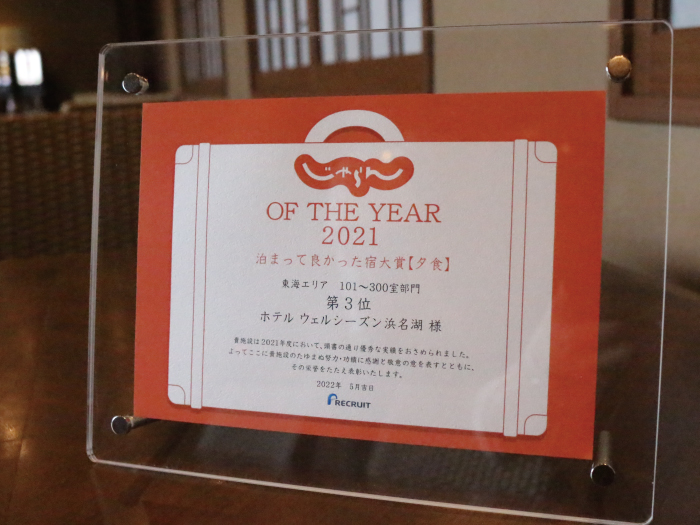 じゃらん
OF THE YEAR
2021
泊まって良かった宿大賞【夕食】
東海エリア 101〜300室部門
第3位
ホテル ウェルシーズン浜名湖 様
貴施設は2021年度において、頭書の通り優秀な実績をおさめられました。
よってここに貴施設のたゆまぬ努力・功績に感謝と敬意の意を表すとともに、
その栄誉をたたえ表彰いたします。
2022年 5月吉日
RECRUIT